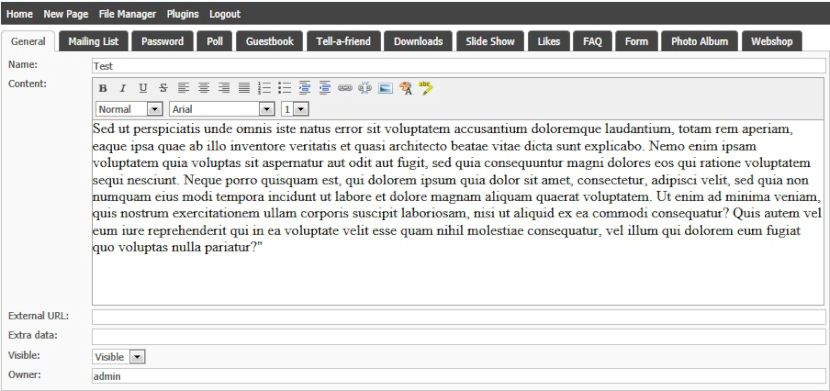 Home New Page File Manager Plugins Logout
General Mailing List Password Poll Guestbook Tell-a-friend Downloads Slide Show Likes FAQ Form Photo Album Webshop
Name: Test
Content:
B I U S
abc
Normal Arial 1
Sed ut perspiciatis unde omnis iste natus error sit voluptatem accusantium doloremque laudantium, totam rem aperiam,
eaque ipsa quae ab illo inventore veritatis et quasi architecto beatae vitae dicta sunt explicabo. Nemo enim ipsam
voluptatem quia voluptas sit aspernatur aut odit aut fugit, sed quia consequuntur magni dolores eos qui ratione voluptatem
sequi nesciunt. Neque porro quisquam est, qui dolorem ipsum quia dolor sit amet, consectetur, adipisci velit, sed quia non
numquam eius modi tempora incidunt ut labore et dolore magnam aliquam quaerat voluptatem. Ut enim ad minima veniam,
quis nostrum exercitationem ullam corporis suscipit laboriosam, nisi ut aliquid ex ea commodi consequatur? Quis autem vel
eum iure reprehenderit qui in ea voluptate velit esse quam nihil molestiae consequatur, vel illum qui dolorem eum fugiat
quo voluptas nulla pariatur?"
External URL:
Extra data:
Visible: Visible
Owner: admin